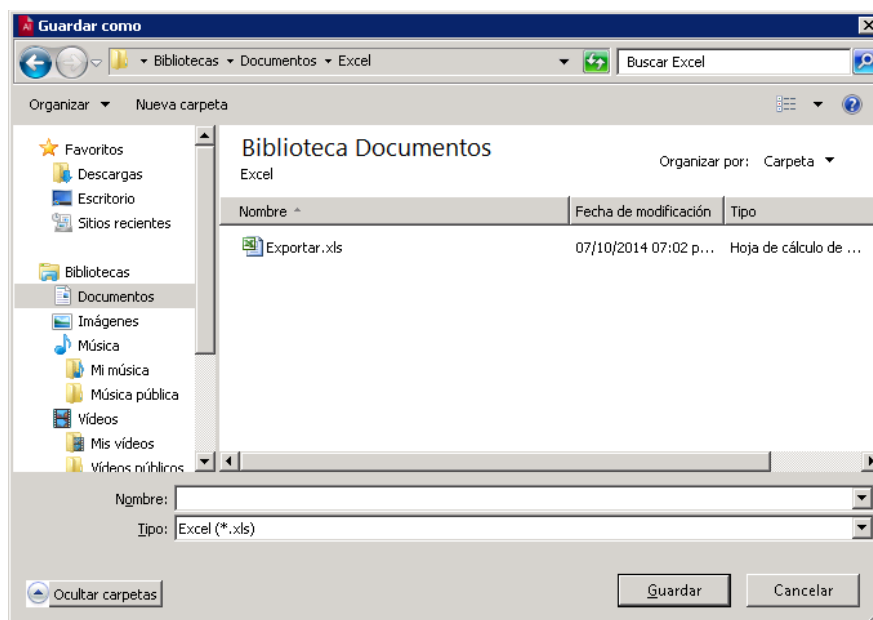 Guardar como
Bibliotecas Documentos Excel
Buscar Excel
Organizar Nueva carpeta
Favoritos
Descargas
Escritorio
Sitios recientes
Bibliotecas
Documentos
Imágenes
Música
Mi música
Música pública
Vídeos
Mis vídeos
Vídeos públicos
Biblioteca Documentos
Excel
Organizar por: Carpeta
Nombre Fecha de modificación Tipo
Exportar.xls 07/10/2014 07:02 p... Hoja de cálculo de ...
Nombre:
Tipo: Excel (*.xls)
Ocultar carpetas
Guardar Cancelar